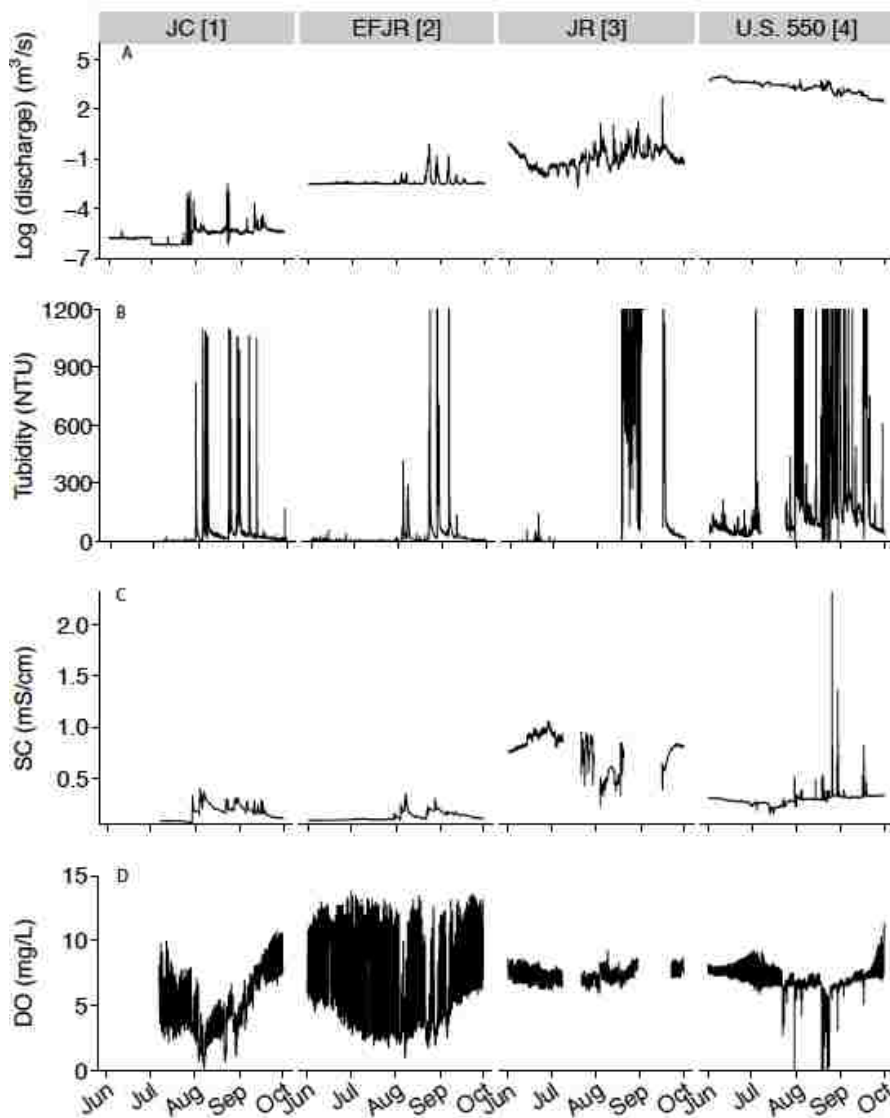 JC [1] EFJR [2] JR [3] U.S. 550 [4]
A
Log (discharge) (m³/s)
5
2
−1
−4
−7
B
Tubidity (NTU)
1200
900
600
300
0
C
SC (mS/cm)
2.0
1.5
1.0
0.5
D
DO (mg/L)
15
10
5
0
Jun Jul Aug Sep Oct Jun Jul Aug Sep Oct Jun Jul Aug Sep Oct Jun Jul Aug Sep Oct